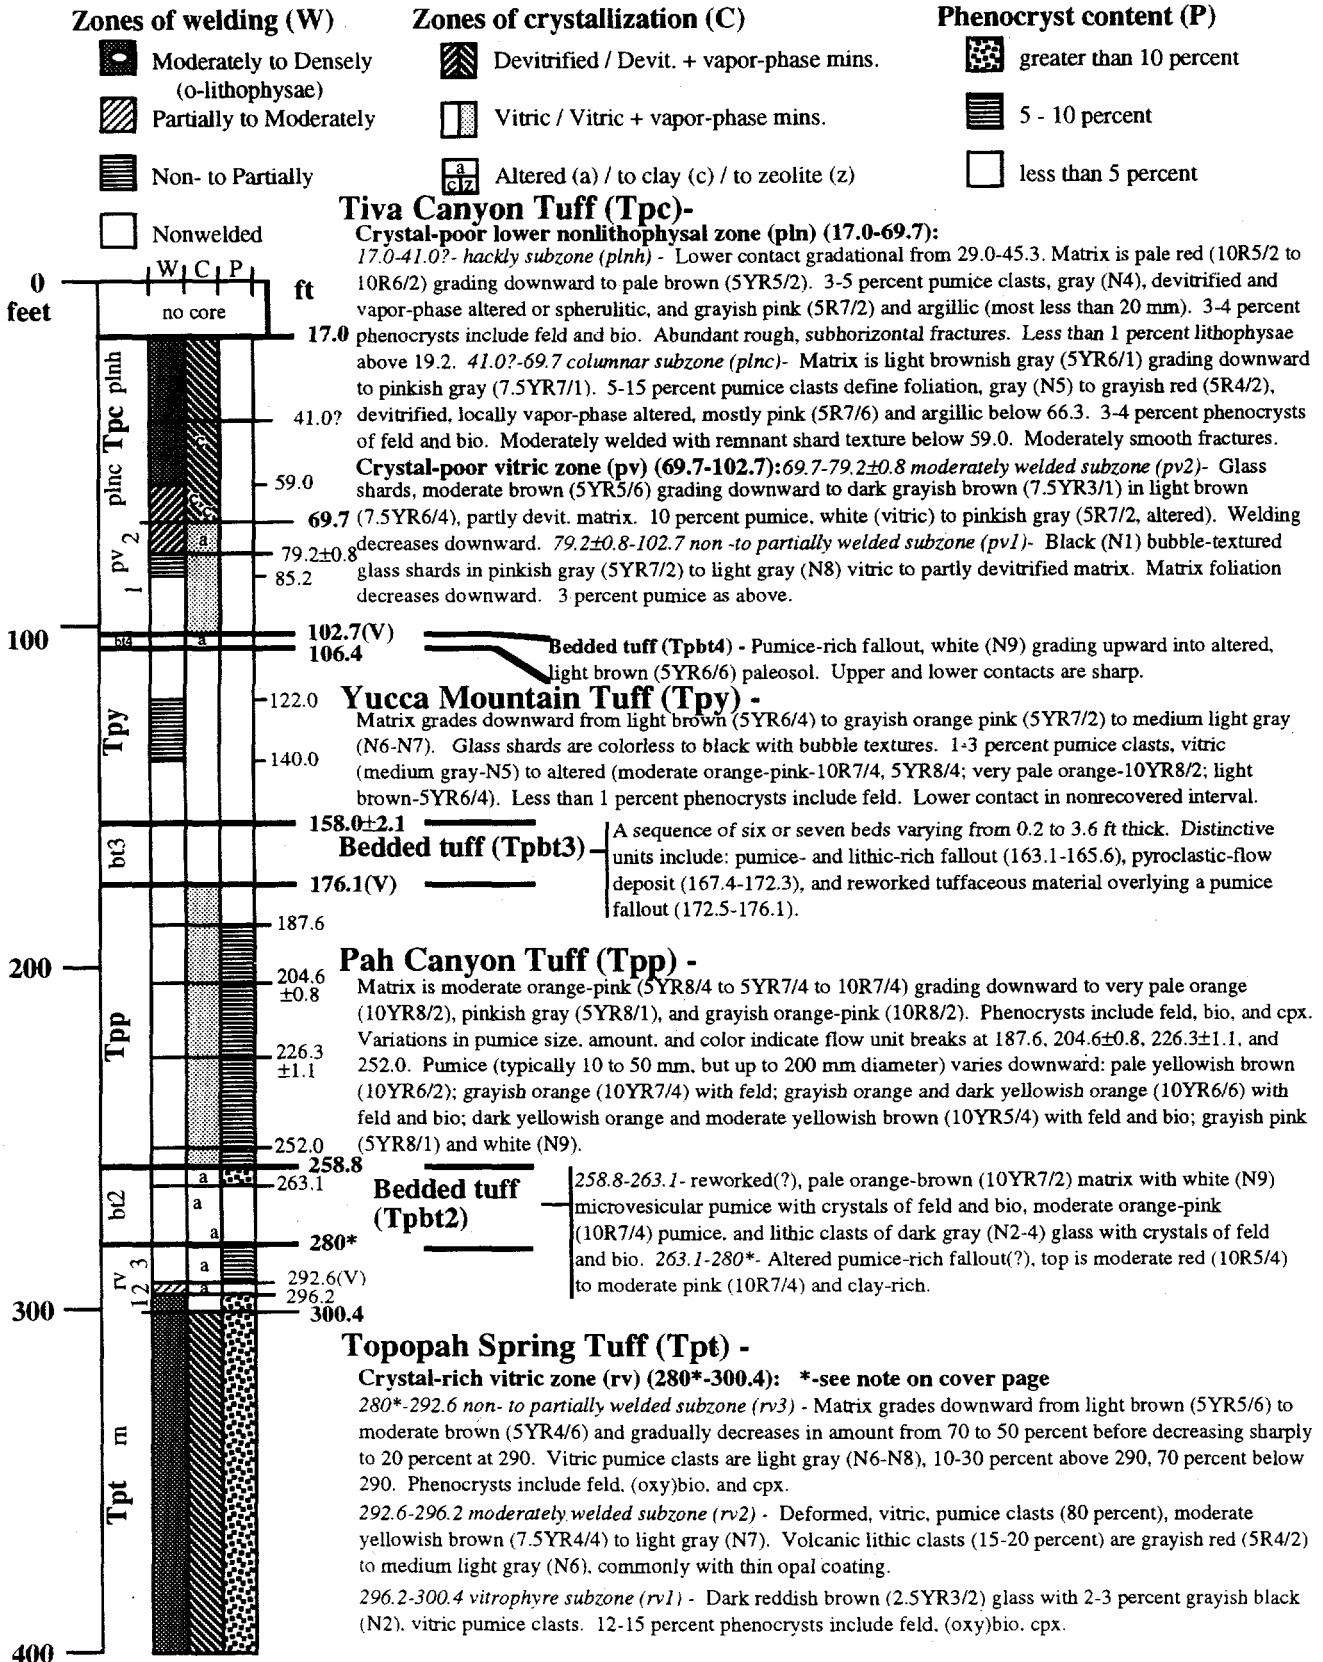 Zones of welding (W)
Moderately to Densely
(o-lithophysae)
Partially to Moderately
Non- to Partially
Nonwelded
Zones of crystallization (C)
Devitrified / Devit. + vapor-phase mins.
Vitric / Vitric + vapor-phase mins.
a
c z
Altered (a) / to clay (c) / to zeolite (z)
Phenocryst content (P)
greater than 10 percent
5 - 10 percent
less than 5 percent
W C P
0
feet
ft
no core
17.0
41.0?
59.0
69.7
79.2±0.8
85.2
100
102.7(V)
106.4
122.0
140.0
158.0±2.1
176.1(V)
187.6
200
204.6
±0.8
226.3
±1.1
252.0
258.8
263.1
280*
292.6(V)
296.2
300
300.4
400
Tpc
plnh
plnc
pv
2
1
bt4
Tpy
bt3
Tpp
bt2
rv
3
2
1
Tpt
rn
c
c
c
a
a
a
a
a
a
a
Tiva Canyon Tuff (Tpc)-
Crystal-poor lower nonlithophysal zone (pln) (17.0-69.7):
17.0-41.0?- hackly subzone (plnh) - Lower contact gradational from 29.0-45.3. Matrix is pale red (10R5/2 to
10R6/2) grading downward to pale brown (5YR5/2). 3-5 percent pumice clasts, gray (N4), devitrified and
vapor-phase altered or spherulitic, and grayish pink (5R7/2) and argillic (most less than 20 mm). 3-4 percent
phenocrysts include feld and bio. Abundant rough, subhorizontal fractures. Less than 1 percent lithophysae
above 19.2. 41.0?-69.7 columnar subzone (plnc)- Matrix is light brownish gray (5YR6/1) grading downward
to pinkish gray (7.5YR7/1). 5-15 percent pumice clasts define foliation, gray (N5) to grayish red (5R4/2),
devitrified, locally vapor-phase altered, mostly pink (5R7/6) and argillic below 66.3. 3-4 percent phenocrysts
of feld and bio. Moderately welded with remnant shard texture below 59.0. Moderately smooth fractures.
Crystal-poor vitric zone (pv) (69.7-102.7): 69.7-79.2±0.8 moderately welded subzone (pv2)- Glass
shards, moderate brown (5YR5/6) grading downward to dark grayish brown (7.5YR3/1) in light brown
(7.5YR6/4), partly devit. matrix. 10 percent pumice, white (vitric) to pinkish gray (5R7/2, altered). Welding
decreases downward. 79.2±0.8-102.7 non -to partially welded subzone (pv1)- Black (N1) bubble-textured
glass shards in pinkish gray (5YR7/2) to light gray (N8) vitric to partly devitrified matrix. Matrix foliation
decreases downward. 3 percent pumice as above.
Bedded tuff (Tpbt4) - Pumice-rich fallout, white (N9) grading upward into altered,
light brown (5YR6/6) paleosol. Upper and lower contacts are sharp.
Yucca Mountain Tuff (Tpy) -
Matrix grades downward from light brown (5YR6/4) to grayish orange pink (5YR7/2) to medium light gray
(N6-N7). Glass shards are colorless to black with bubble textures. 1-3 percent pumice clasts, vitric
(medium gray-N5) to altered (moderate orange-pink-10R7/4, 5YR8/4; very pale orange-10YR8/2; light
brown-5YR6/4). Less than 1 percent phenocrysts include feld. Lower contact in nonrecovered interval.
Bedded tuff (Tpbt3)
A sequence of six or seven beds varying from 0.2 to 3.6 ft thick. Distinctive
units include: pumice- and lithic-rich fallout (163.1-165.6), pyroclastic-flow
deposit (167.4-172.3), and reworked tuffaceous material overlying a pumice
fallout (172.5-176.1).
Pah Canyon Tuff (Tpp) -
Matrix is moderate orange-pink (5YR8/4 to 5YR7/4 to 10R7/4) grading downward to very pale orange
(10YR8/2), pinkish gray (5YR8/1), and grayish orange-pink (10R8/2). Phenocrysts include feld, bio, and cpx.
Variations in pumice size, amount, and color indicate flow unit breaks at 187.6, 204.6±0.8, 226.3±1.1, and
252.0. Pumice (typically 10 to 50 mm, but up to 200 mm diameter) varies downward: pale yellowish brown
(10YR6/2); grayish orange (10YR7/4) with feld; grayish orange and dark yellowish orange (10YR6/6) with
feld and bio; dark yellowish orange and moderate yellowish brown (10YR5/4) with feld and bio; grayish pink
(5YR8/1) and white (N9).
Bedded tuff
(Tpbt2)
258.8-263.1- reworked(?), pale orange-brown (10YR7/2) matrix with white (N9)
microvesicular pumice with crystals of feld and bio, moderate orange-pink
(10R7/4) pumice, and lithic clasts of dark gray (N2-4) glass with crystals of feld
and bio. 263.1-280*- Altered pumice-rich fallout(?), top is moderate red (10R5/4)
to moderate pink (10R7/4) and clay-rich.
Topopah Spring Tuff (Tpt) -
Crystal-rich vitric zone (rv) (280*-300.4): *-see note on cover page
280*-292.6 non- to partially welded subzone (rv3) - Matrix grades downward from light brown (5YR5/6) to
moderate brown (5YR4/6) and gradually decreases in amount from 70 to 50 percent before decreasing sharply
to 20 percent at 290. Vitric pumice clasts are light gray (N6-N8), 10-30 percent above 290, 70 percent below
290. Phenocrysts include feld, (oxy)bio, and cpx.
292.6-296.2 moderately welded subzone (rv2) - Deformed, vitric, pumice clasts (80 percent), moderate
yellowish brown (7.5YR4/4) to light gray (N7). Volcanic lithic clasts (15-20 percent) are grayish red (5R4/2)
to medium light gray (N6), commonly with thin opal coating.
296.2-300.4 vitrophyre subzone (rv1) - Dark reddish brown (2.5YR3/2) glass with 2-3 percent grayish black
(N2), vitric pumice clasts. 12-15 percent phenocrysts include feld, (oxy)bio, cpx.